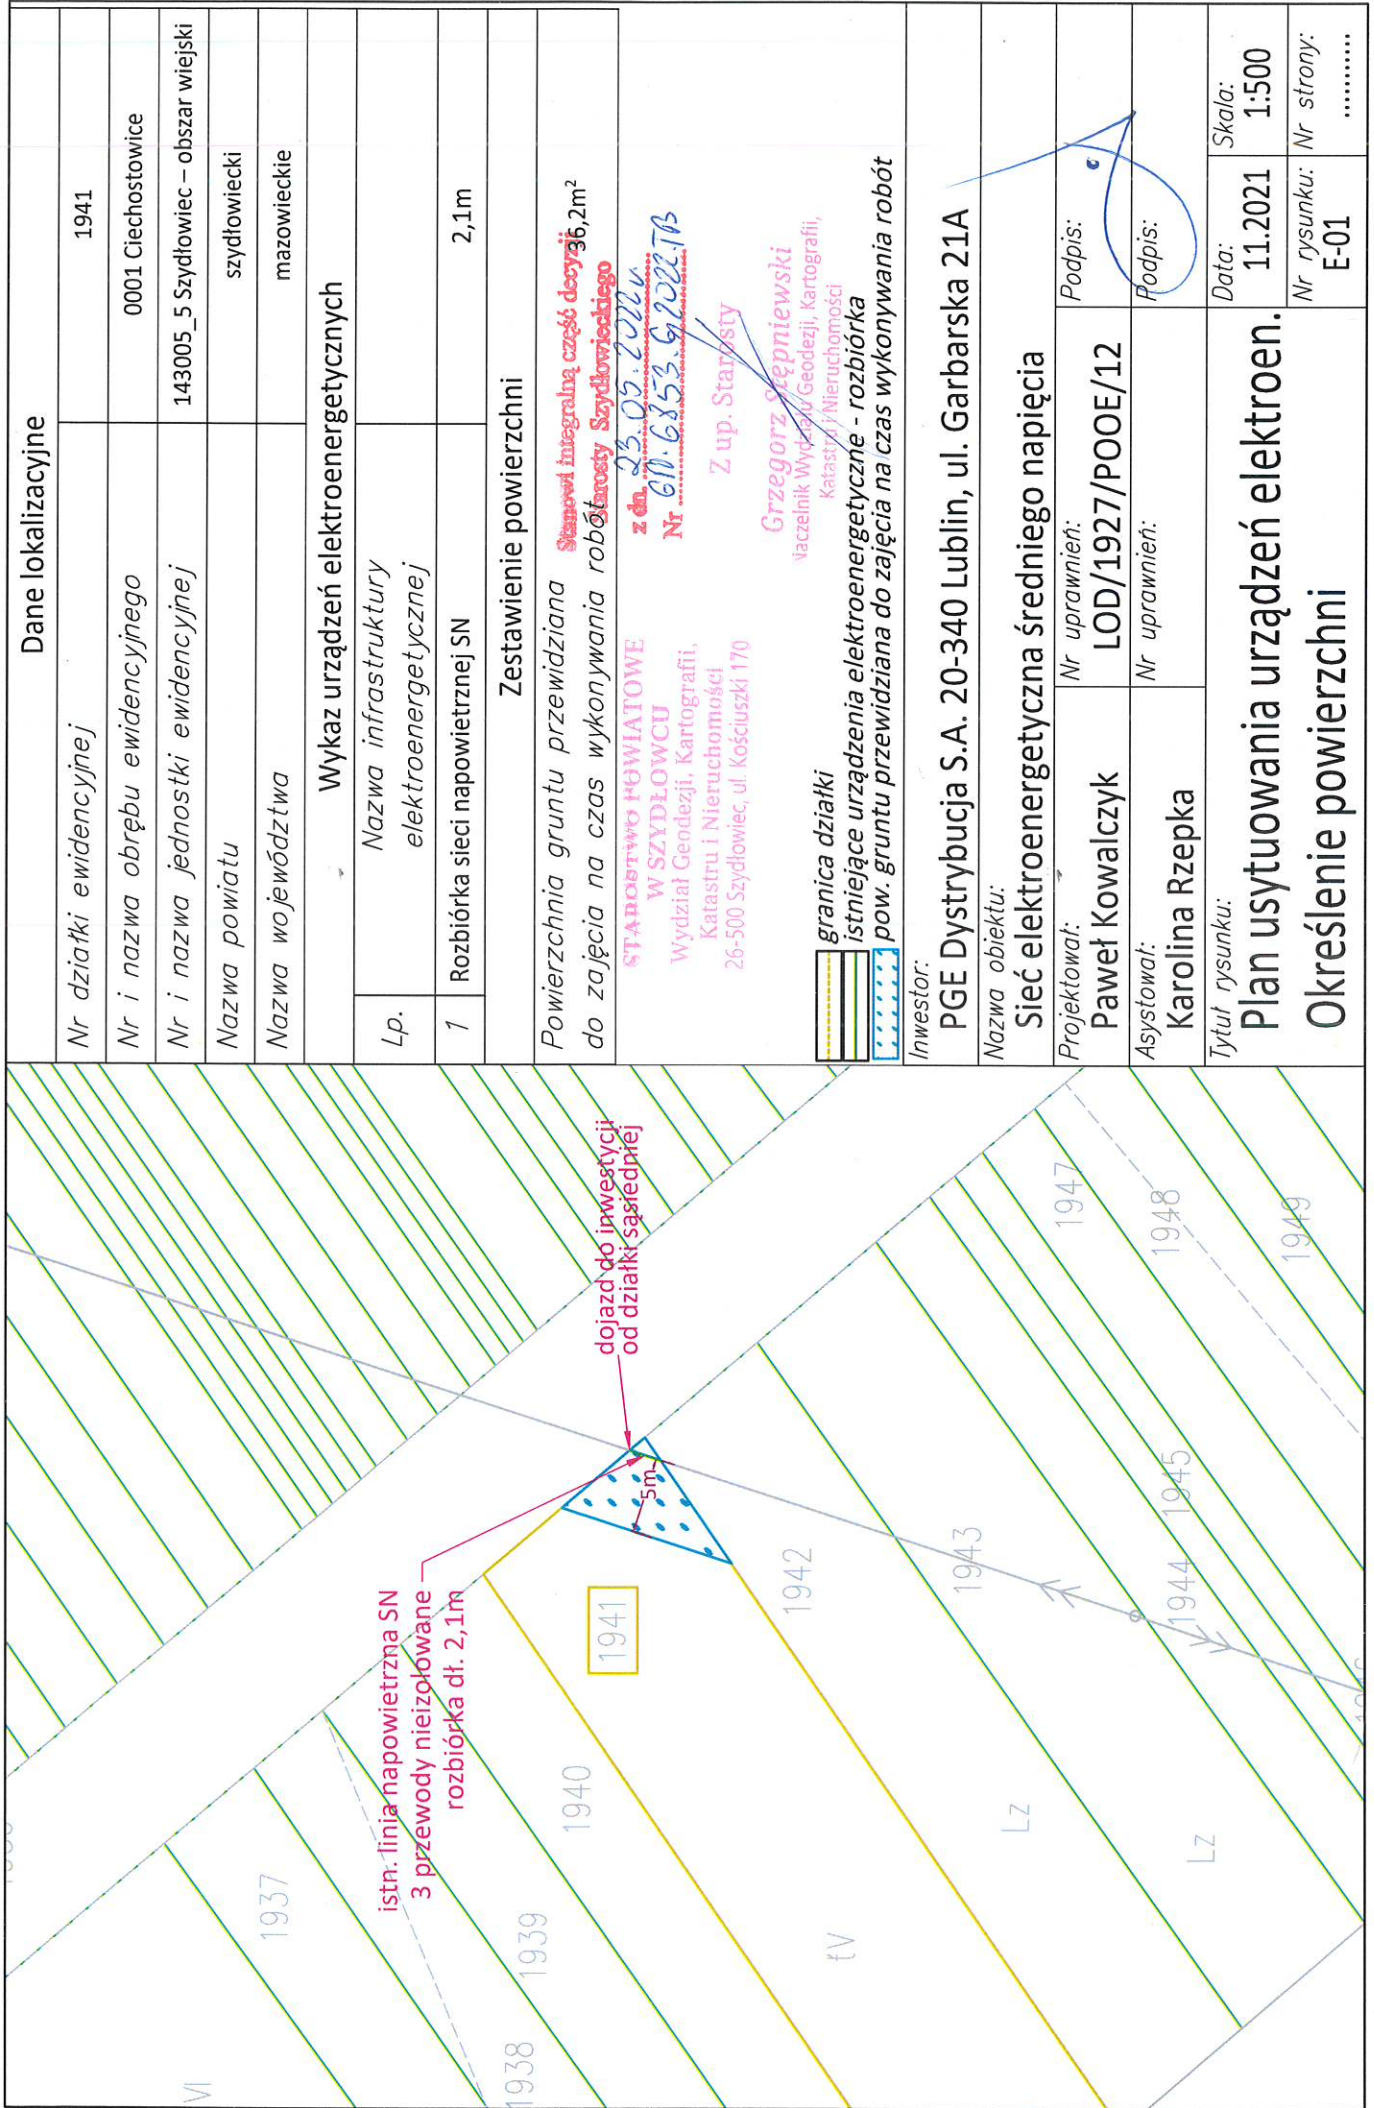 Dane lokalizacyjne
Nr działki ewidencyjnej 1941
Nr i nazwa obrębu ewidencyjnego 0001 Ciechostowice
Nr i nazwa jednostki ewidencyjnej 143005_5 Szydłowiec – obszar wiejski
Nazwa powiatu szydłowiecki
Nazwa województwa mazowieckie
Wykaz urządzeń elektroenergetycznych
Lp. Nazwa infrastruktury
elektroenergetycznej
1 Rozbiórka sieci napowietrznej SN 2,1m
Zestawienie powierzchni
Powierzchnia gruntu przewidziana
do zajęcia na czas wykonywania robót 36,2m²
Stanowi integralną część decyzji
Starosty Szydłowieckiego
z dn. 23.05.2022r.
Nr GN.6853.9.2022.TB
STAROSTWO POWIATOWE
W SZYDŁOWCU
Wydział Geodezji, Kartografii,
Katastru i Nieruchomości
26-500 Szydłowiec, ul. Kościuszki 170
Z up. Starosty
Grzegorz Stępniewski
Naczelnik Wydziału Geodezji, Kartografii,
Katastru i Nieruchomości
granica działki
istniejące urządzenia elektroenergetyczne - rozbiórka
pow. gruntu przewidziana do zajęcia na czas wykonywania robót
Inwestor:
PGE Dystrybucja S.A. 20-340 Lublin, ul. Garbarska 21A
Nazwa obiektu:
Sieć elektroenergetyczna średniego napięcia
Projektował: Nr uprawnień: Podpis:
Paweł Kowalczyk LOD/1927/POOE/12
Asystował: Nr uprawnień: Podpis:
Karolina Rzepka
Tytuł rysunku: Data: Skala:
Plan usytuowania urządzeń elektroen. 11.2021 1:500
Określenie powierzchni
Nr rysunku: Nr strony:
E-01 ...........
istn. linia napowietrzna SN
3 przewody nieizolowane
rozbiórka dł. 2,1m
dojazd do inwestycji
od działki sąsiedniej
5m
VI
1937
1938
1939
1940
1941
1942
1943
1944
1945
1947
1948
1949
ŁV
Lz
Lz